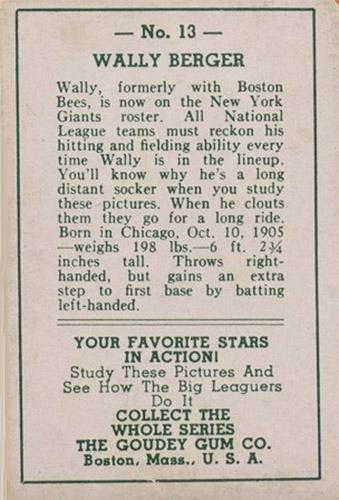 — No. 13 —
WALLY BERGER
Wally, formerly with Boston
Bees, is now on the New York
Giants roster. All National
League teams must reckon his
hitting and fielding ability every
time Wally is in the lineup.
You'll know why he's a long
distant socker when you study
these pictures. When he clouts
them they go for a long ride.
Born in Chicago, Oct. 10, 1905
—weighs 198 lbs.—6 ft. 2¾
inches tall. Throws right-
handed, but gains an extra
step to first base by batting
left-handed.
YOUR FAVORITE STARS
IN ACTION!
Study These Pictures And
See How The Big Leaguers
Do It
COLLECT THE
WHOLE SERIES
THE GOUDEY GUM CO.
Boston, Mass., U. S. A.